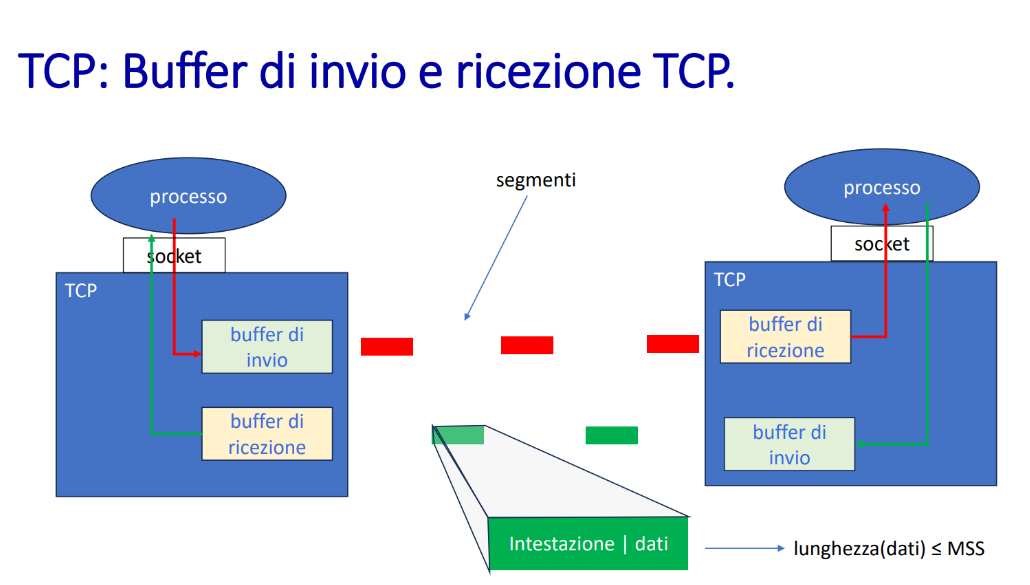 TCP: Buffer di invio e ricezione TCP.
processo
socket
TCP
buffer di
invio
buffer di
ricezione
segmenti
Intestazione | dati
lunghezza(dati) ≤ MSS
processo
socket
TCP
buffer di
ricezione
buffer di
invio